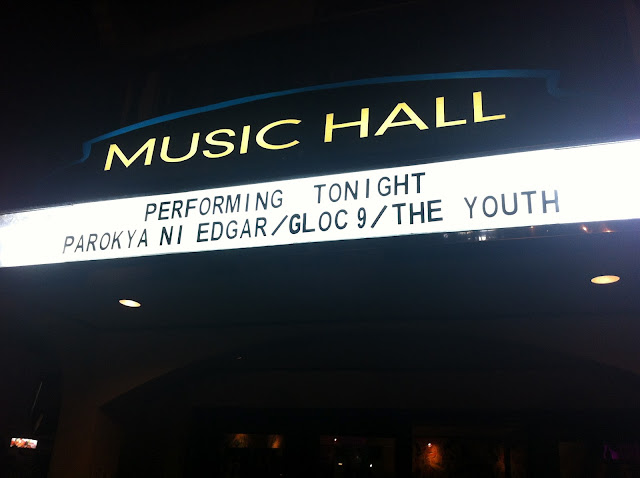 MUSIC HALL
PERFORMING TONIGHT
PAROKYA NI EDGAR/GLOC 9/THE YOUTH